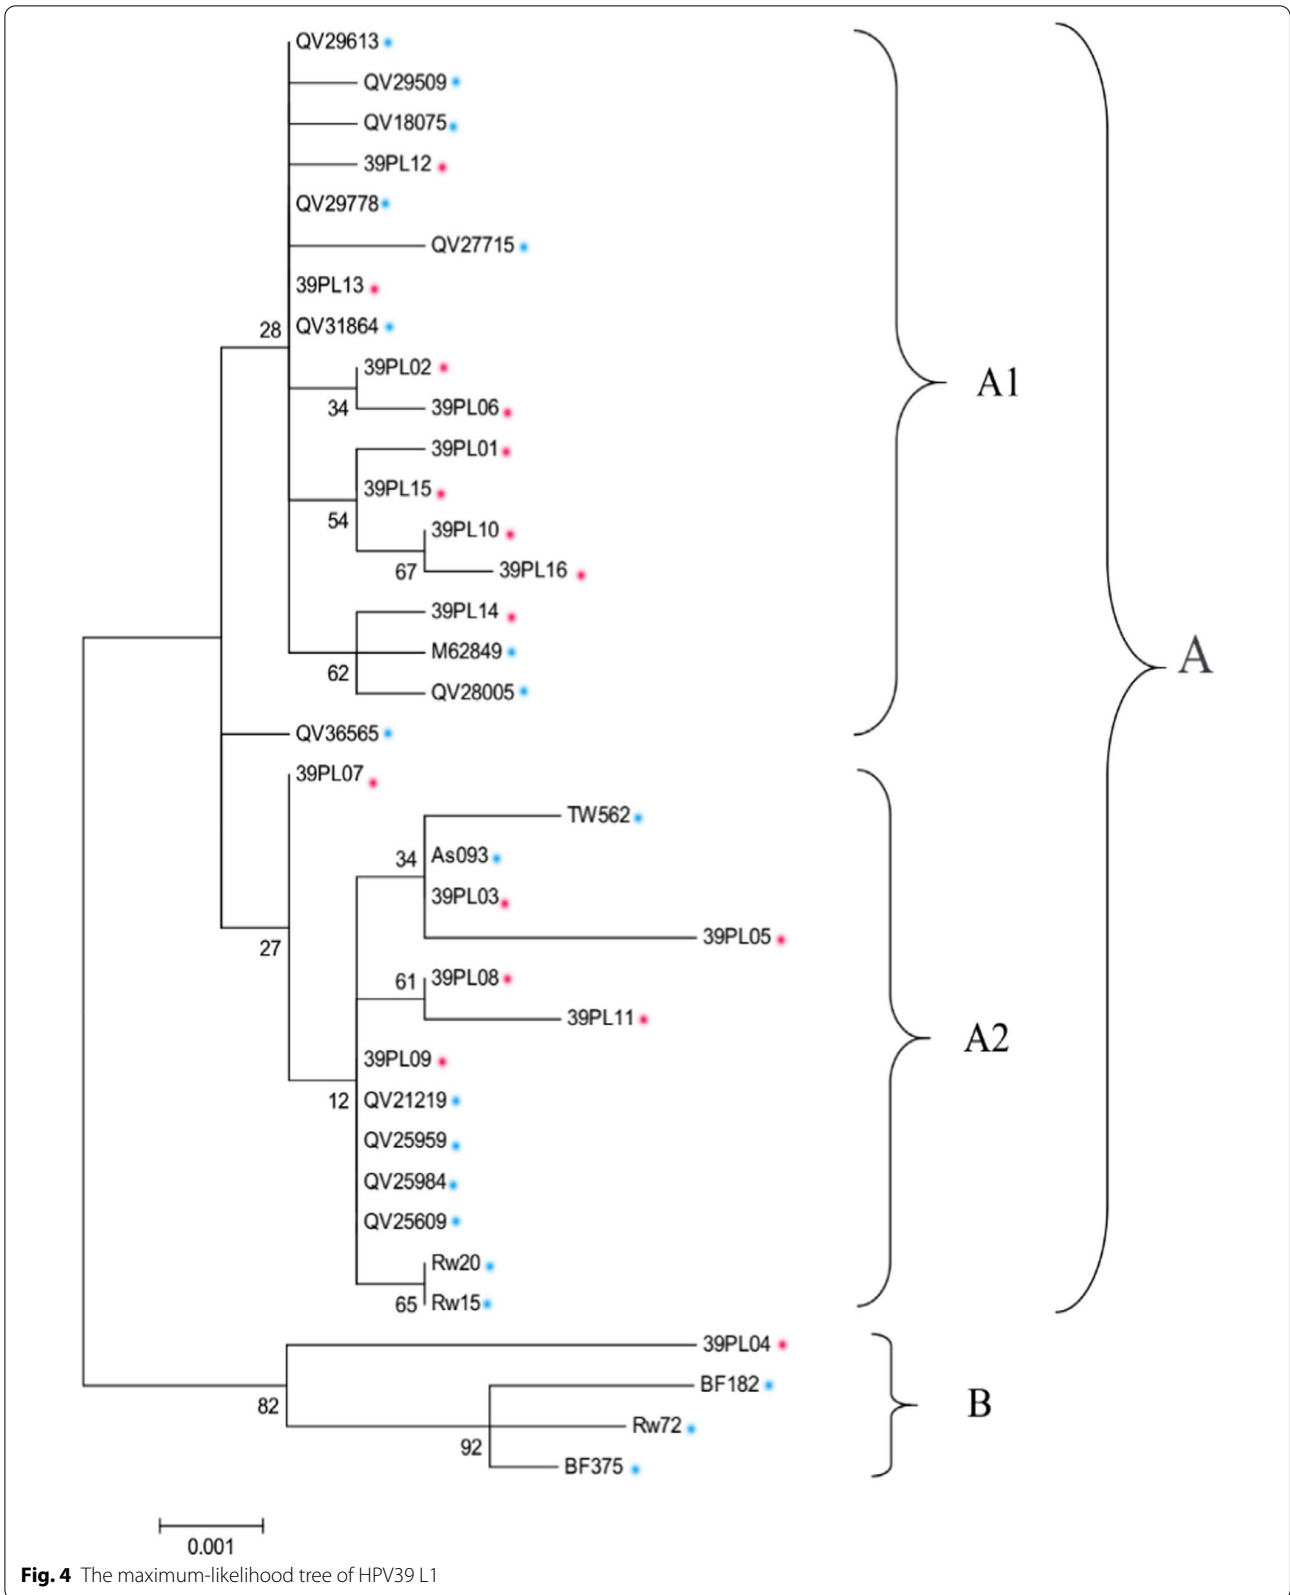 QV29613
QV29509
QV18075
39PL12
QV29778
QV27715
39PL13
28
QV31864
39PL02
34
39PL06
39PL01
39PL15
54
39PL10
67
39PL16
39PL14
M62849
62
QV28005
A1
A
QV36565
39PL07
TW562
34
As093
39PL03
27
39PL05
61
39PL08
39PL11
A2
39PL09
12
QV21219
QV25959
QV25984
QV25609
Rw20
65
Rw15
39PL04
82
BF182
B
Rw72
92
BF375
0.001
Fig. 4 The maximum-likelihood tree of HPV39 L1